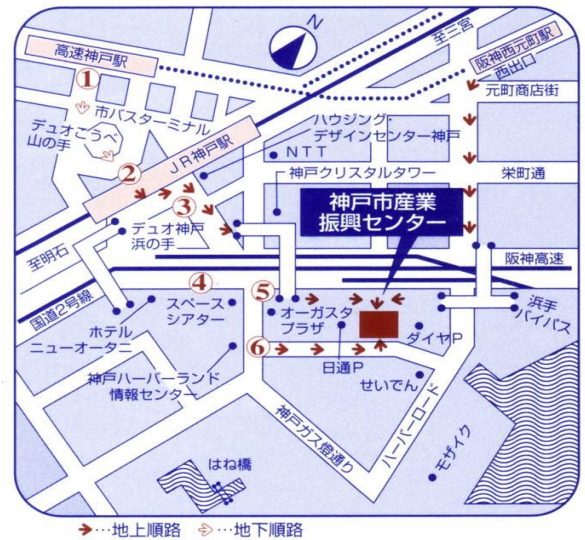 N
高速神戸駅
至三宮
阪神西元町駅
西出口
元町商店街
①
市バスターミナル
デュオこうべ
山の手
ハウジング・
デザインセンター神戸
JR神戸駅
NTT
②
神戸クリスタルタワー
栄町通
③
神戸市産業
振興センター
デュオ神戸
浜の手
至明石
阪神高速
国道2号線
④
スペース
シアター
⑤
オーガスタ
プラザ
ダイヤP
浜手
バイパス
ホテル
ニューオータニ
⑥
日通P
せいでん
神戸ハーバーランド
情報センター
神戸ガス燈通り
ハーバーロード
モザイク
はね橋
…地上順路
…地下順路